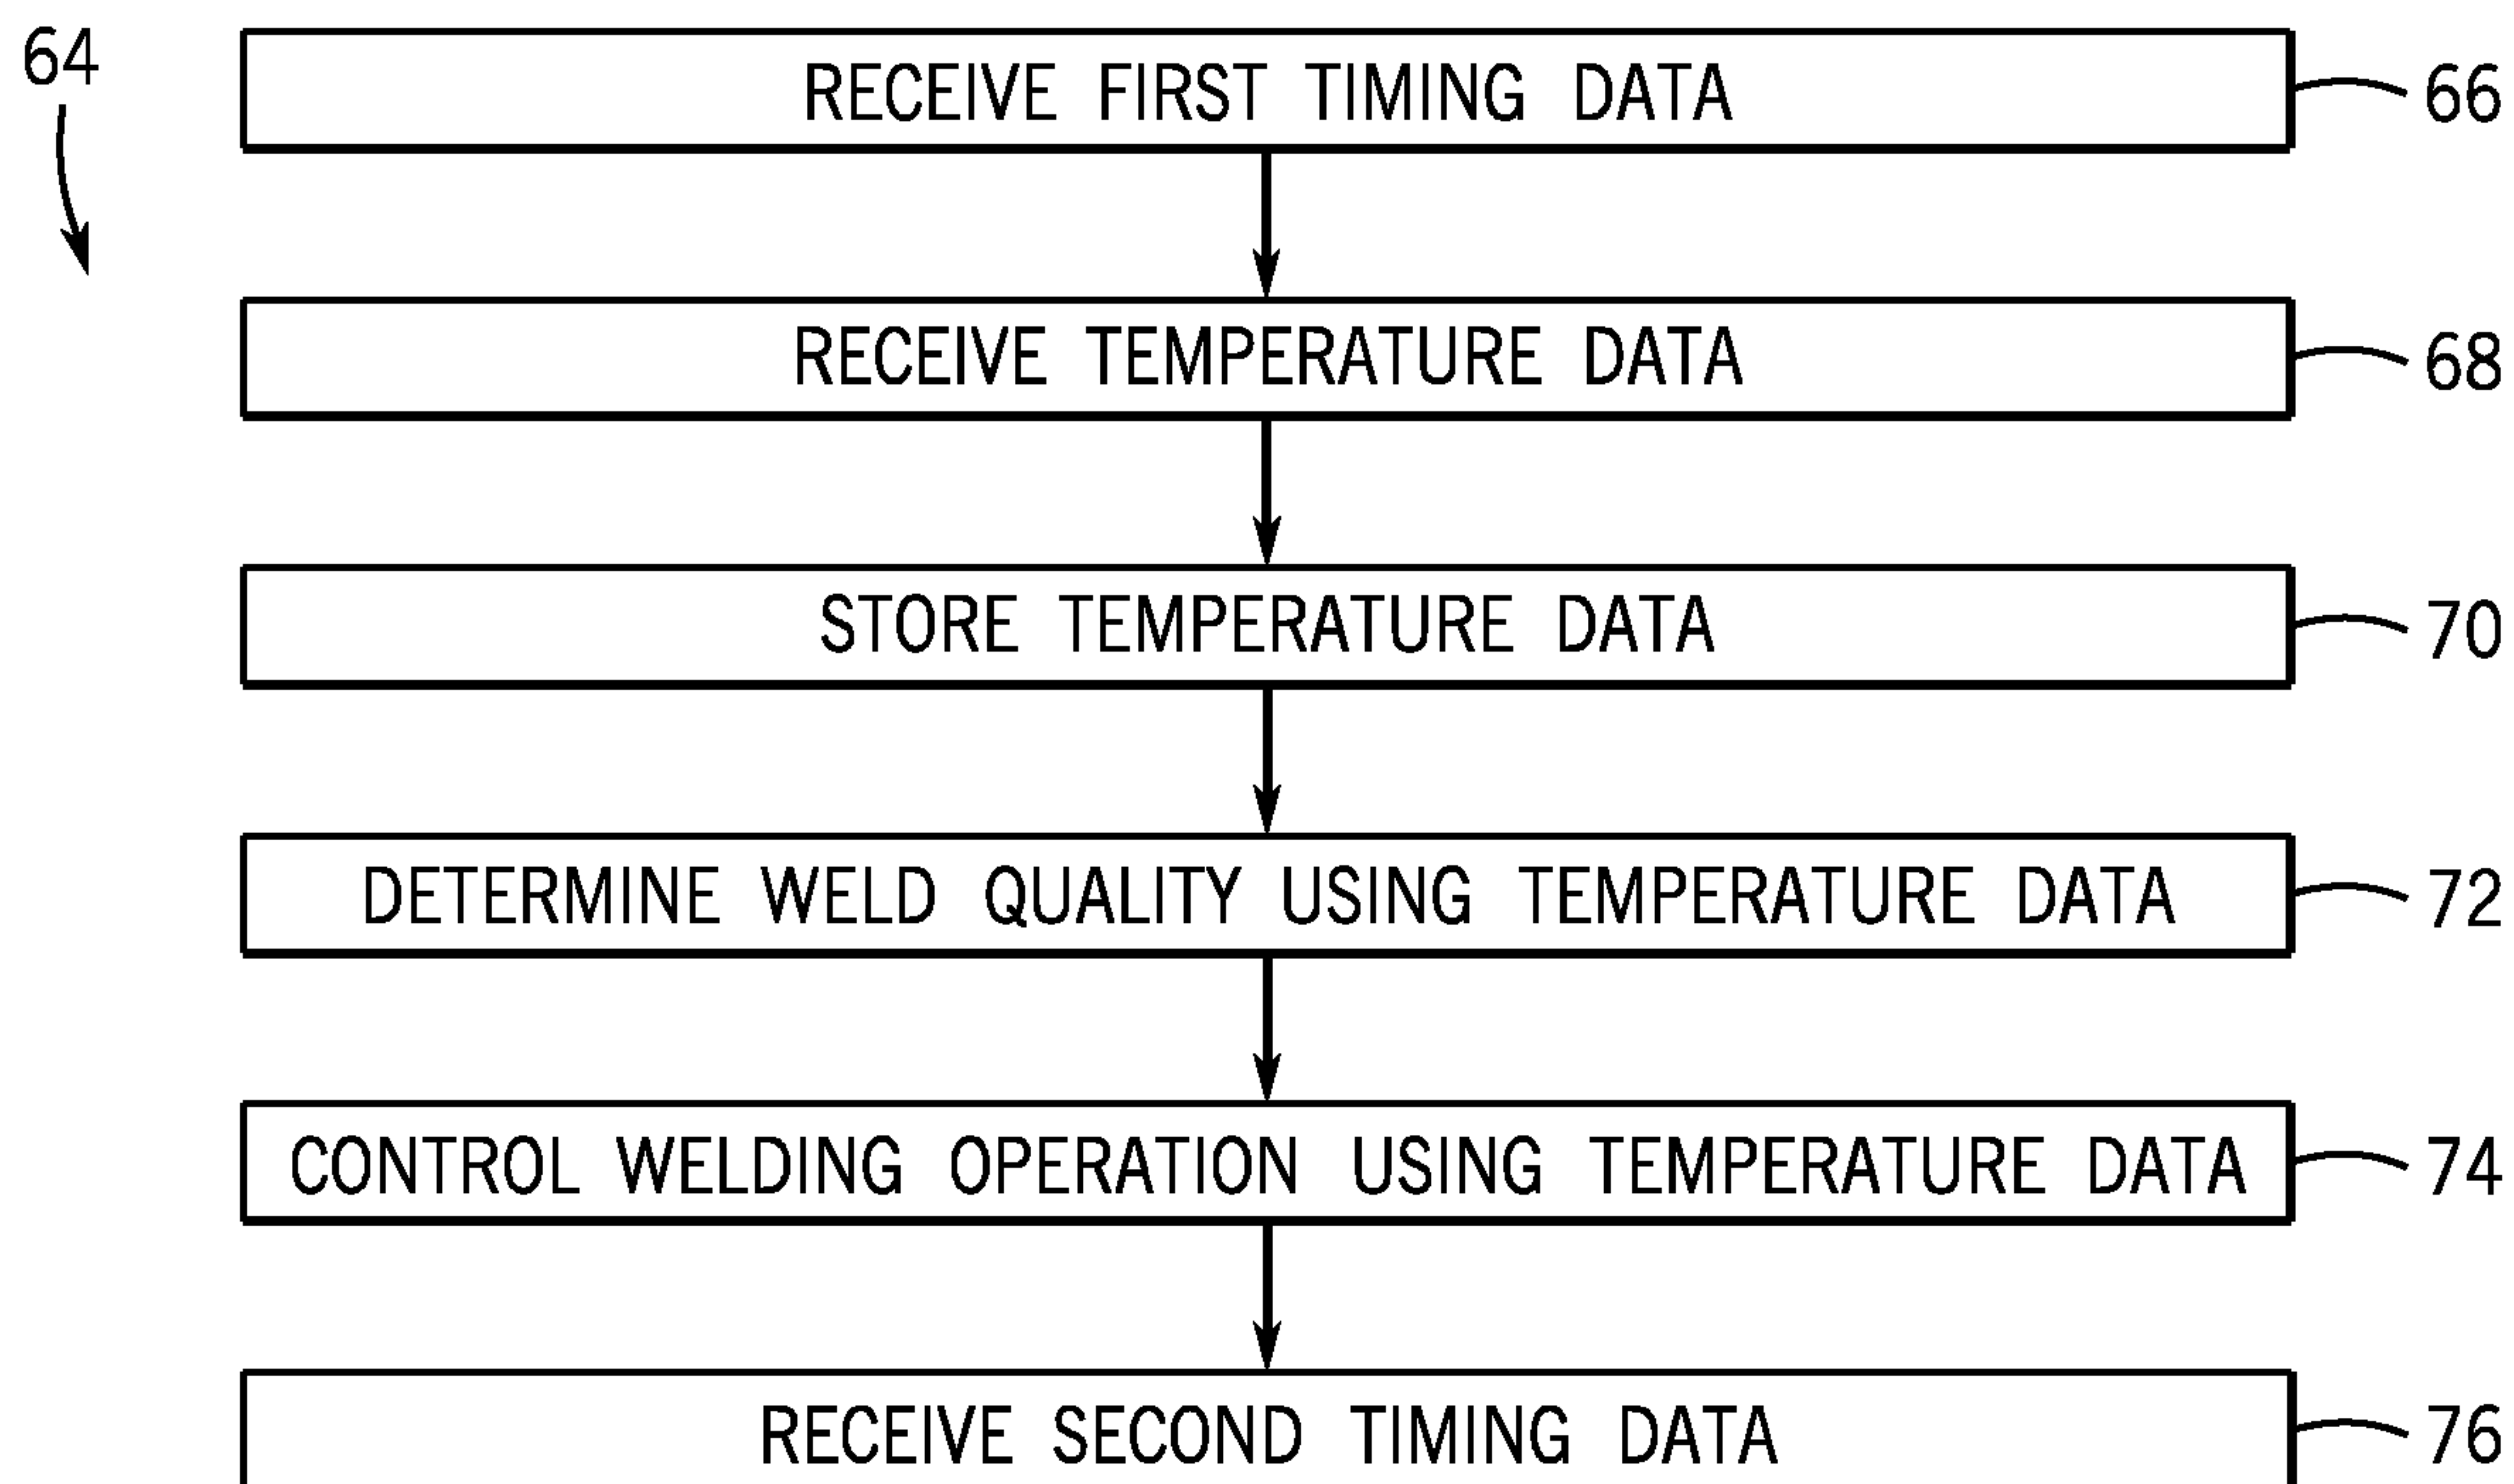 64
RECEIVE FIRST TIMING DATA 66
RECEIVE TEMPERATURE DATA 68
STORE TEMPERATURE DATA 70
DETERMINE WELD QUALITY USING TEMPERATURE DATA 72
CONTROL WELDING OPERATION USING TEMPERATURE DATA 74
RECEIVE SECOND TIMING DATA 76